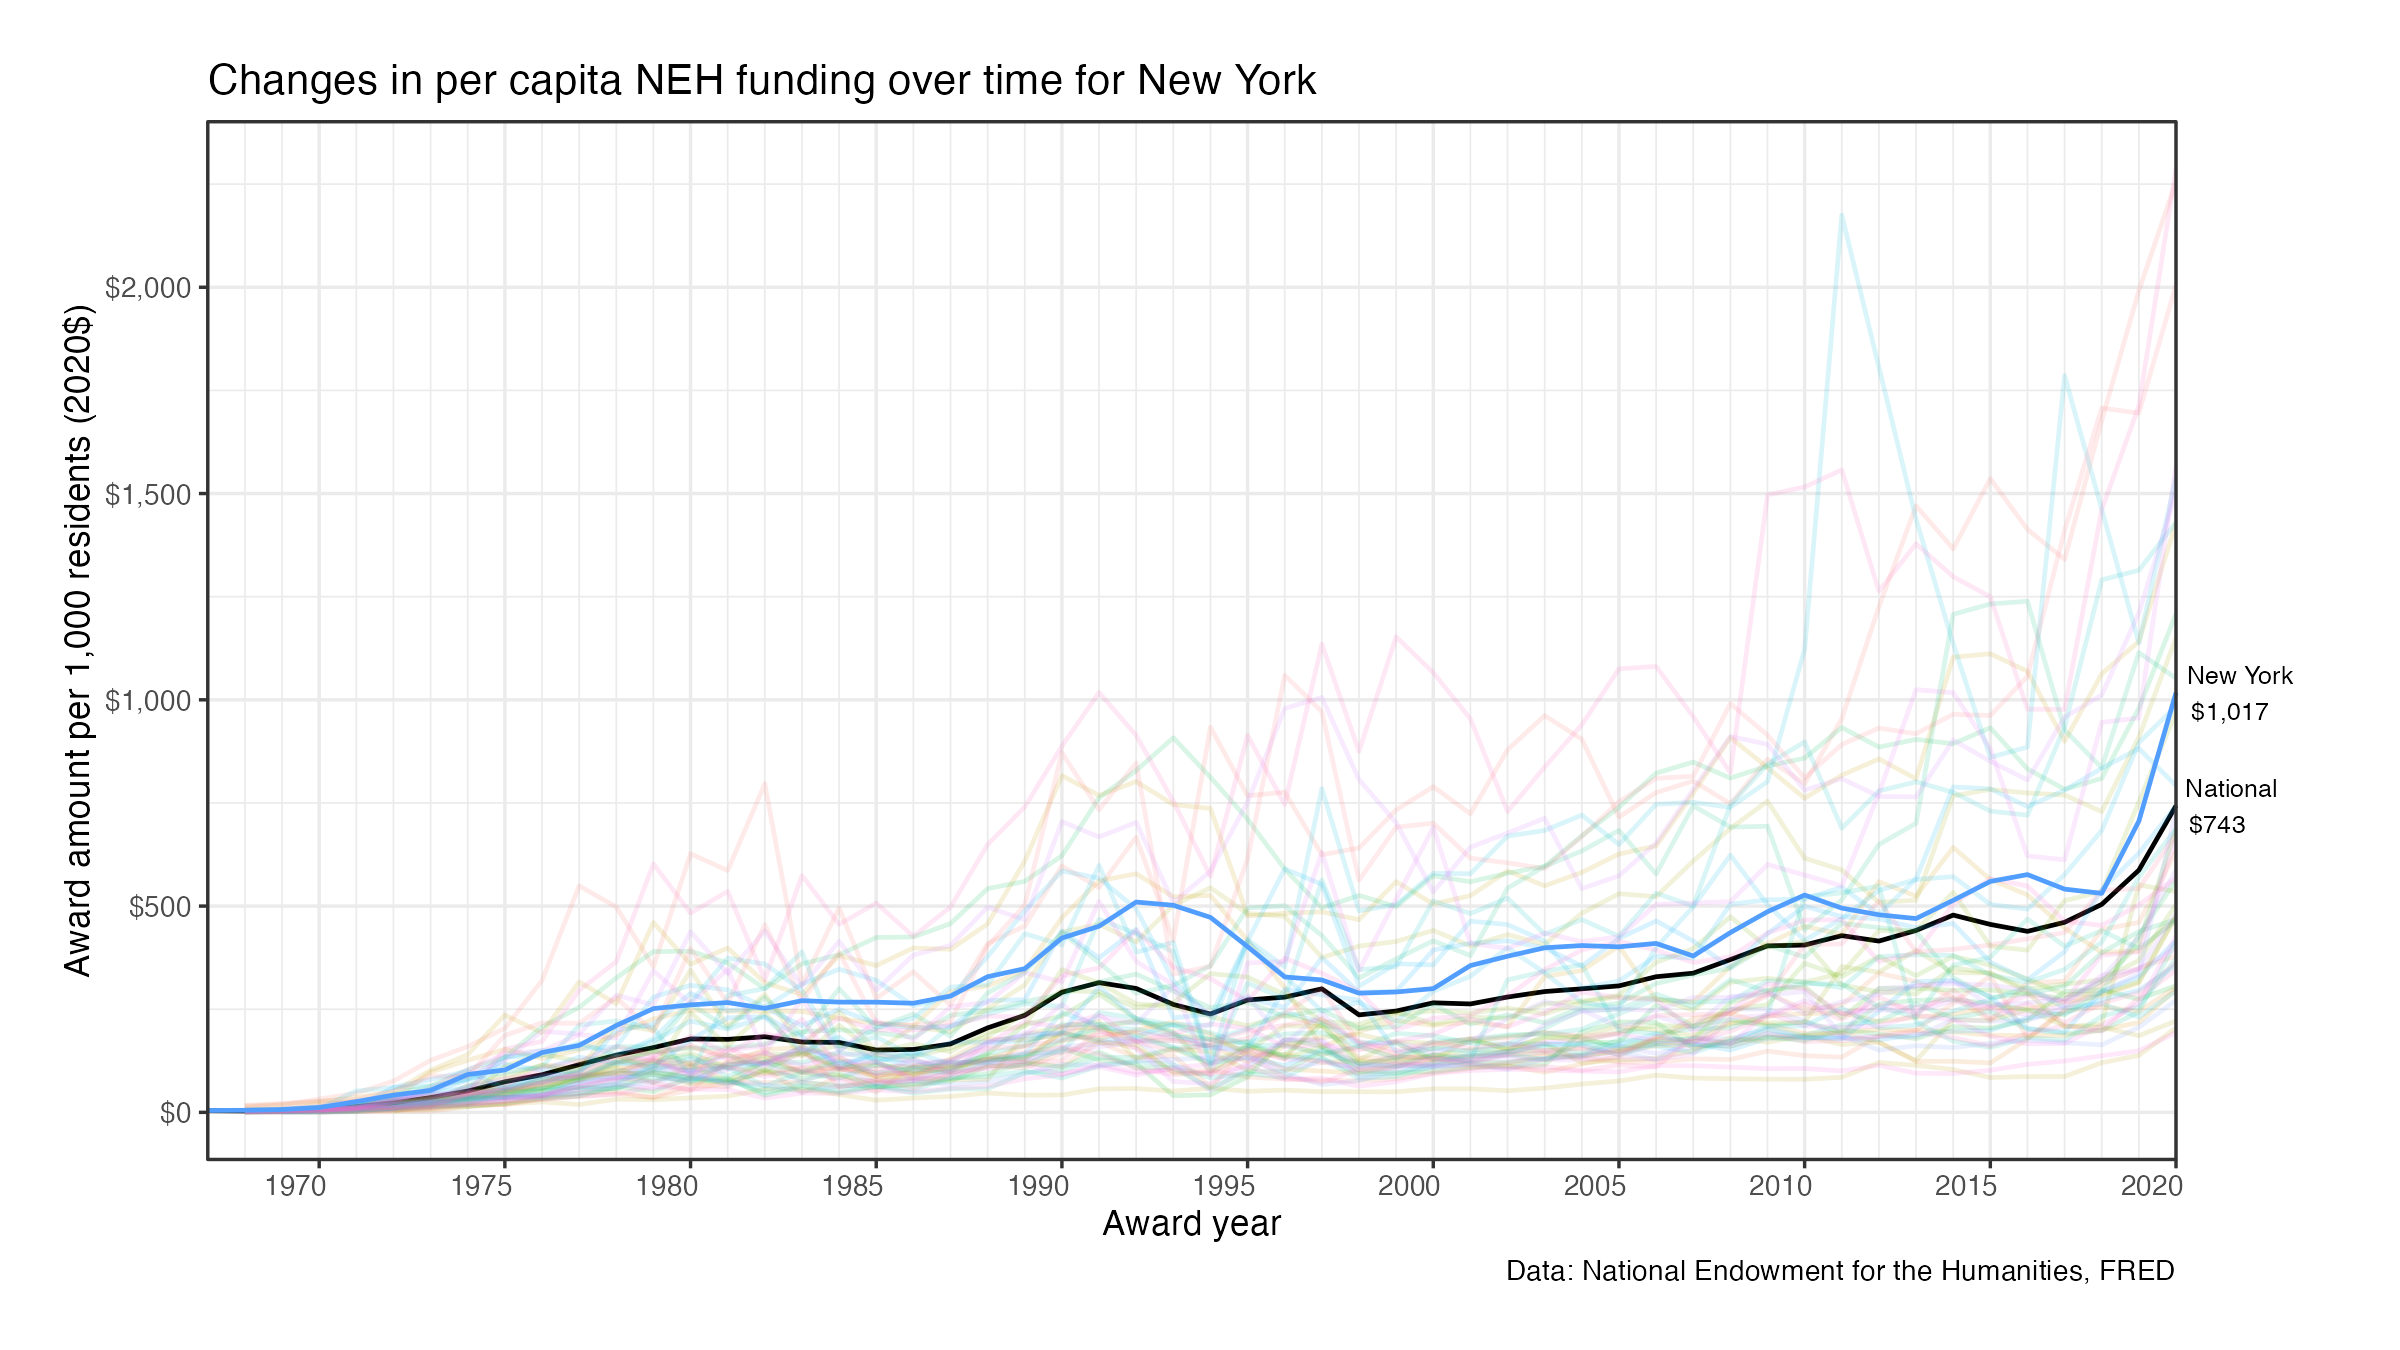 Changes in per capita NEH funding over time for New York
Award amount per 1,000 residents (2020$)
$2,000
$1,500
$1,000
$500
$0
New York
$1,017
National
$743
1970 1975 1980 1985 1990 1995 2000 2005 2010 2015 2020
Award year
Data: National Endowment for the Humanities, FRED